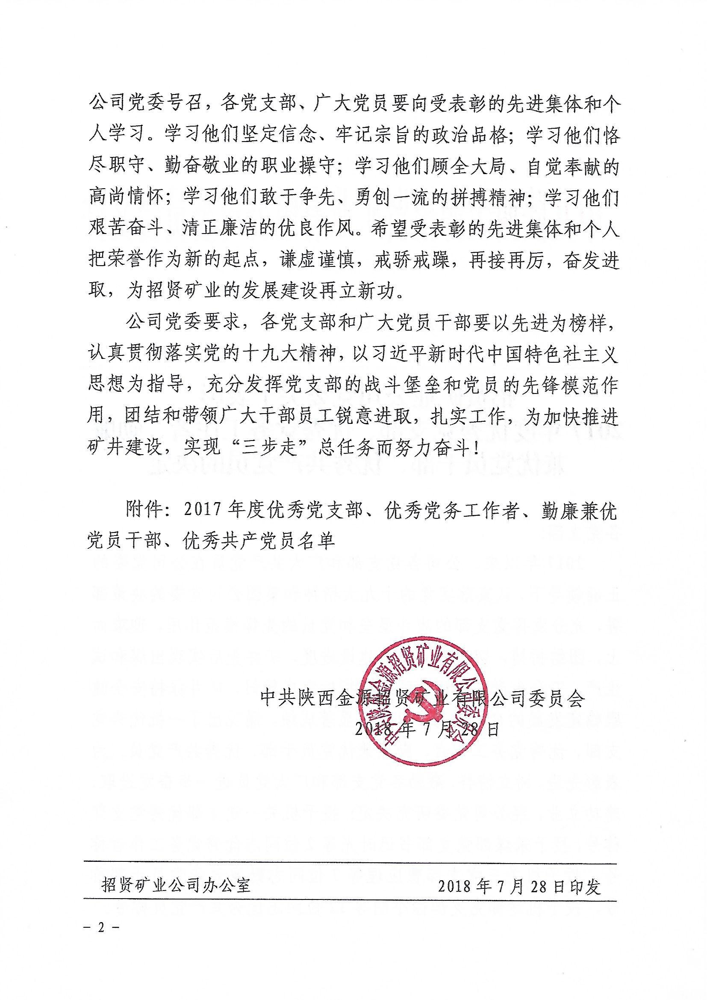 公司党委号召，各党支部、广大党员要向受表彰的先进集体和个
人学习。学习他们坚定信念、牢记宗旨的政治品格；学习他们恪
尽职守、勤奋敬业的职业操守；学习他们顾全大局、自觉奉献的
高尚情怀；学习他们敢于争先、勇创一流的拼搏精神；学习他们
艰苦奋斗、清正廉洁的优良作风。希望受表彰的先进集体和个人
把荣誉作为新的起点，谦虚谨慎，戒骄戒躁，再接再厉，奋发进
取，为招贤矿业的发展建设再立新功。
公司党委要求，各党支部和广大党员干部要以先进为榜样，
认真贯彻落实党的十九大精神，以习近平新时代中国特色社主义
思想为指导，充分发挥党支部的战斗堡垒和党员的先锋模范作
用，团结和带领广大干部员工锐意进取，扎实工作，为加快推进
矿井建设，实现“三步走”总任务而努力奋斗！
附件：2017年度优秀党支部、优秀党务工作者、勤廉兼优
党员干部、优秀共产党员名单
中共陕西金源招贤矿业有限公司委员会
中共陕西金源招贤矿业有限公司委员会
2018年7月28日
招贤矿业公司办公室 2018年7月28日印发
- 2 -